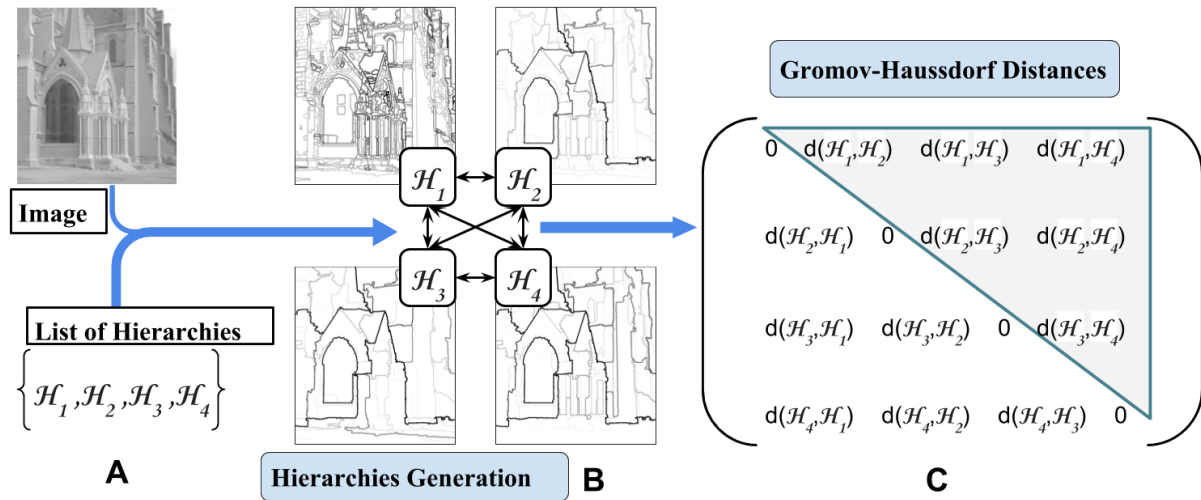 Image
List of Hierarchies
{ℋ1 ,ℋ2 ,ℋ3 ,ℋ4}
A
ℋ1 ℋ2
ℋ3 ℋ4
Hierarchies Generation
B
Gromov-Haussdorf Distances
0 d(ℋ1,ℋ2) d(ℋ1,ℋ3) d(ℋ1,ℋ4)
d(ℋ2,ℋ1) 0 d(ℋ2,ℋ3) d(ℋ2,ℋ4)
d(ℋ3,ℋ1) d(ℋ3,ℋ2) 0 d(ℋ3,ℋ4)
d(ℋ4,ℋ1) d(ℋ4,ℋ2) d(ℋ4,ℋ3) 0
C